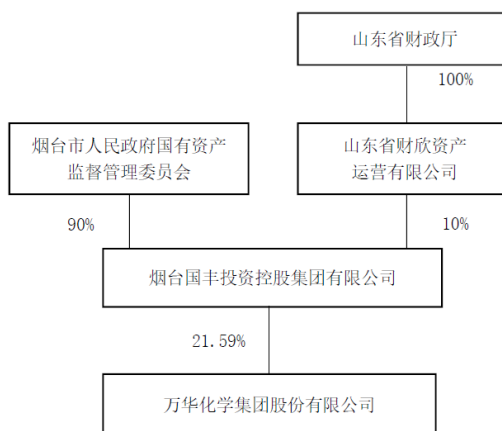 山东省财政厅
100%
烟台市人民政府国有资产
监督管理委员会
山东省财欣资产
运营有限公司
90%
10%
烟台国丰投资控股集团有限公司
21.59%
万华化学集团股份有限公司